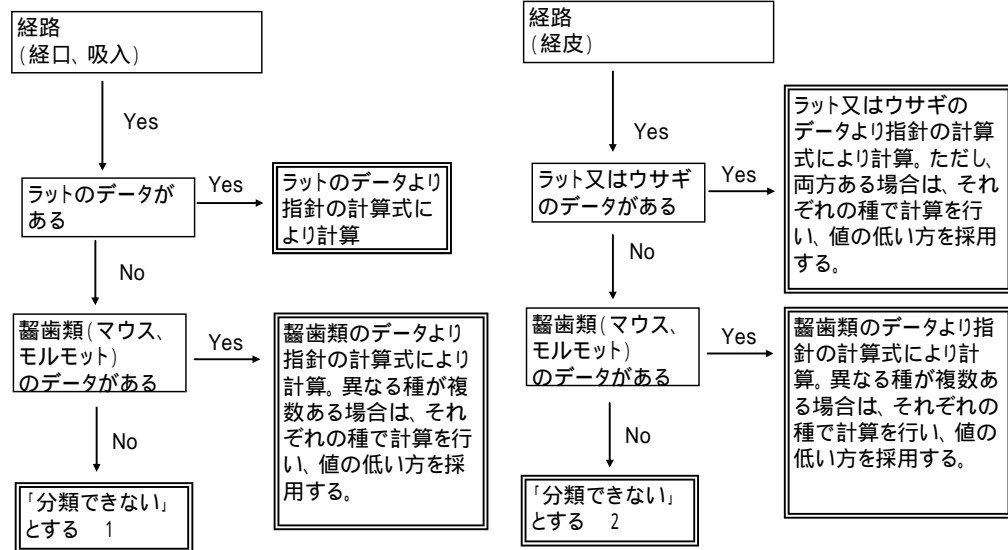 経路
(経口、吸入)
Yes
ラットのデータが
ある
Yes
ラットのデータより
指針の計算式に
より計算
No
齧歯類(マウス、
モルモット)
のデータがある
Yes
齧歯類のデータより
指針の計算式により
計算。異なる種が複
数ある場合は、それ
ぞれの種で計算を行
い、値の低い方を採
用する。
No
「分類できない」
とする 1
経路
(経皮)
Yes
ラット又はウサギ
のデータがある
Yes
ラット又はウサギの
データより指針の計算
式により計算。ただし、
両方ある場合は、それ
ぞれの種で計算を行
い、値の低い方を採用
する。
No
齧歯類(マウス、
モルモット)
のデータがある
Yes
齧歯類のデータより指
針の計算式により計
算。異なる種が複数あ
る場合は、それぞれの
種で計算を行い、値の
低い方を採用する。
No
「分類できない」
とする 2